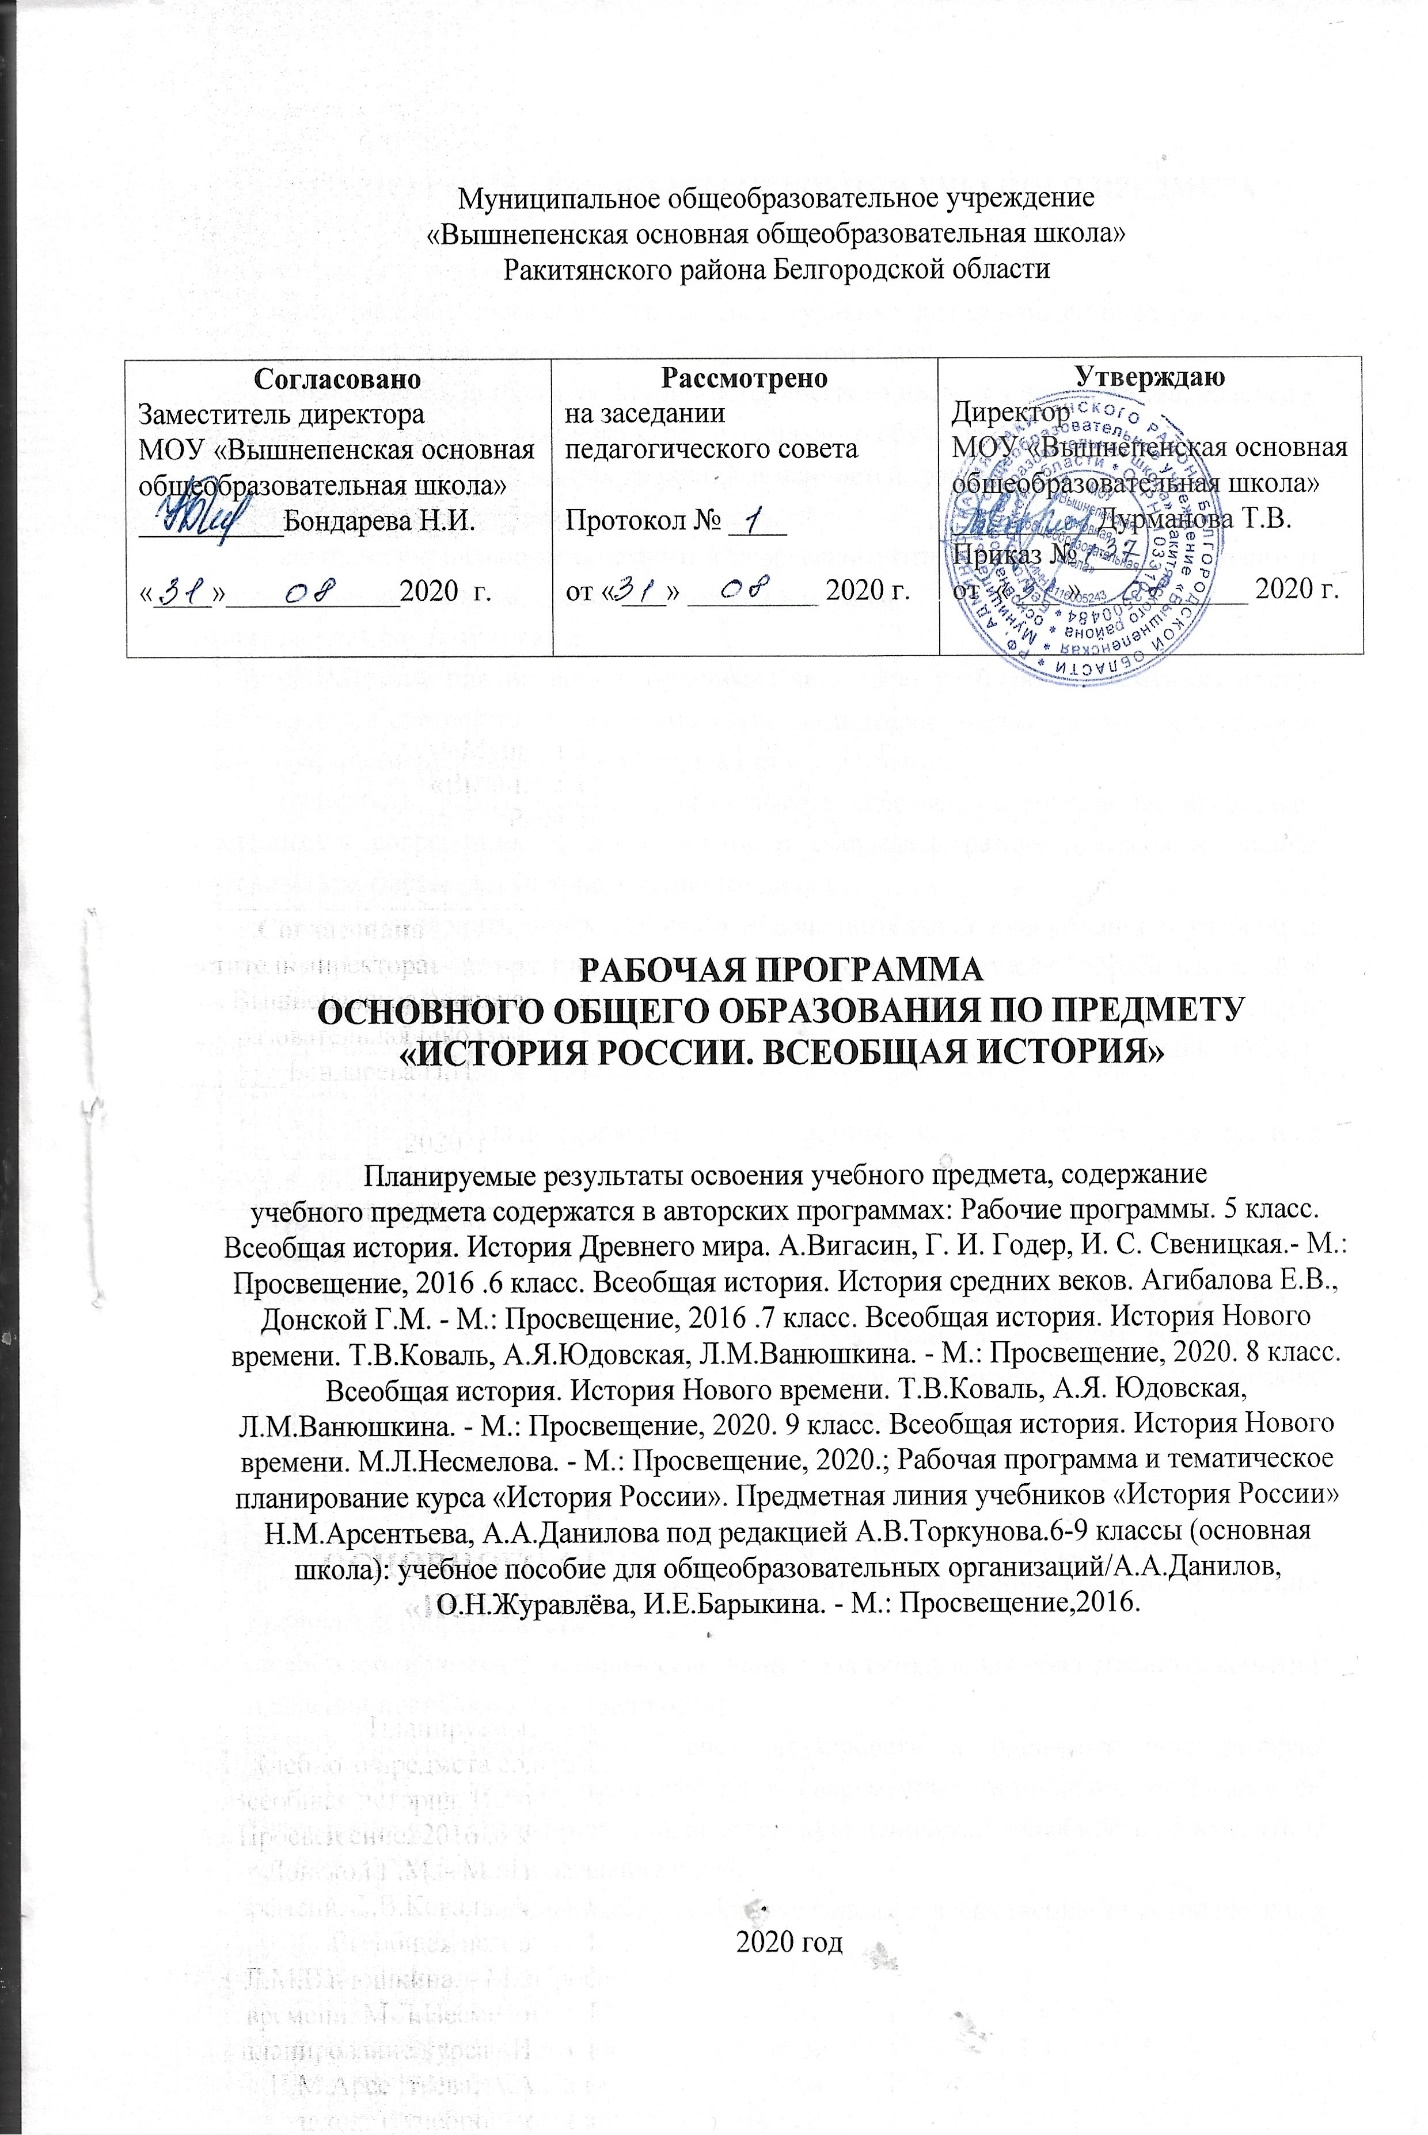 Муниципальное общеобразовательное учреждение
«Вышнепенская основная общеобразовательная школа»
Ракитянского района Белгородской области
Согласовано
Заместитель директора
МОУ «Вышнепенская основная
общеобразовательная школа»
__________Бондарева Н.И.
«31»____08____2020 г.
Рассмотрено
на заседании
педагогического совета
Протокол № 1
от «31» 08 2020 г.
Утверждаю
Директор
МОУ «Вышнепенская основная
общеобразовательная школа»
Дурманова Т.В.
Приказ № 137
от «31» 08 2020 г.
РАБОЧАЯ ПРОГРАММА
ОСНОВНОГО ОБЩЕГО ОБРАЗОВАНИЯ ПО ПРЕДМЕТУ
«ИСТОРИЯ РОССИИ. ВСЕОБЩАЯ ИСТОРИЯ»
Планируемые результаты освоения учебного предмета, содержание
учебного предмета содержатся в авторских программах: Рабочие программы. 5 класс.
Всеобщая история. История Древнего мира. А.Вигасин, Г. И. Годер, И. С. Свеницкая.- М.:
Просвещение, 2016 .6 класс. Всеобщая история. История средних веков. Агибалова Е.В.,
Донской Г.М. - М.: Просвещение, 2016 .7 класс. Всеобщая история. История Нового
времени. Т.В.Коваль, А.Я.Юдовская, Л.М.Ванюшкина. - М.: Просвещение, 2020. 8 класс.
Всеобщая история. История Нового времени. Т.В.Коваль, А.Я. Юдовская,
Л.М.Ванюшкина. - М.: Просвещение, 2020. 9 класс. Всеобщая история. История Нового
времени. М.Л.Несмелова. - М.: Просвещение, 2020.; Рабочая программа и тематическое
планирование курса «История России». Предметная линия учебников «История России»
Н.М.Арсентьева, А.А.Данилова под редакцией А.В.Торкунова.6-9 классы (основная
школа): учебное пособие для общеобразовательных организаций/А.А.Данилов,
О.Н.Журавлёва, И.Е.Барыкина. - М.: Просвещение,2016.
2020 год